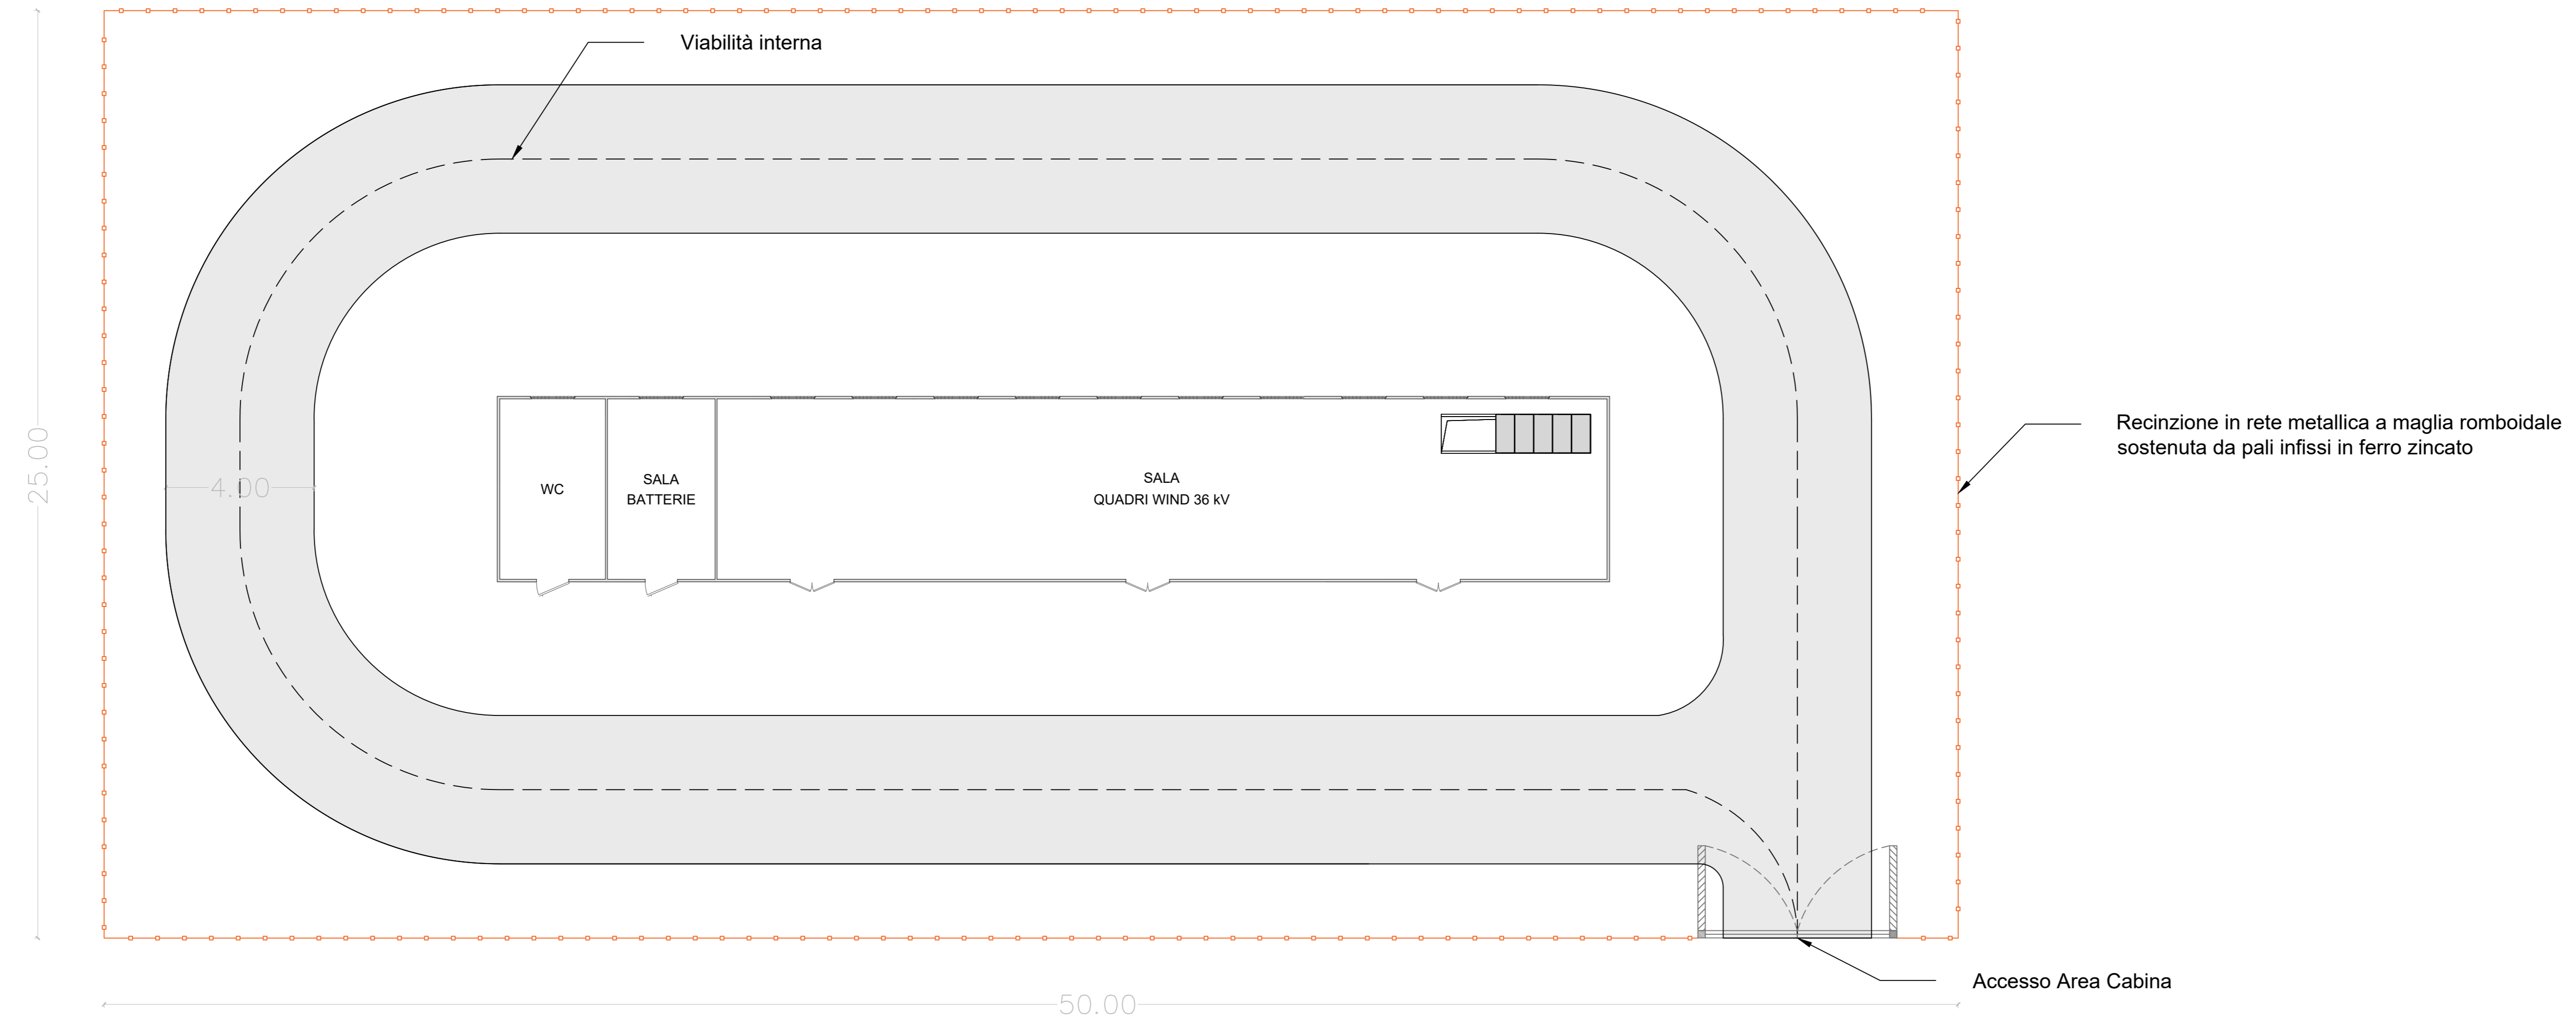 Viabilità interna
25.00
4.00
WC
SALA
BATTERIE
SALA
QUADRI WIND 36 kV
Recinzione in rete metallica a maglia romboidale
sostenuta da pali infissi in ferro zincato
Accesso Area Cabina
50.00